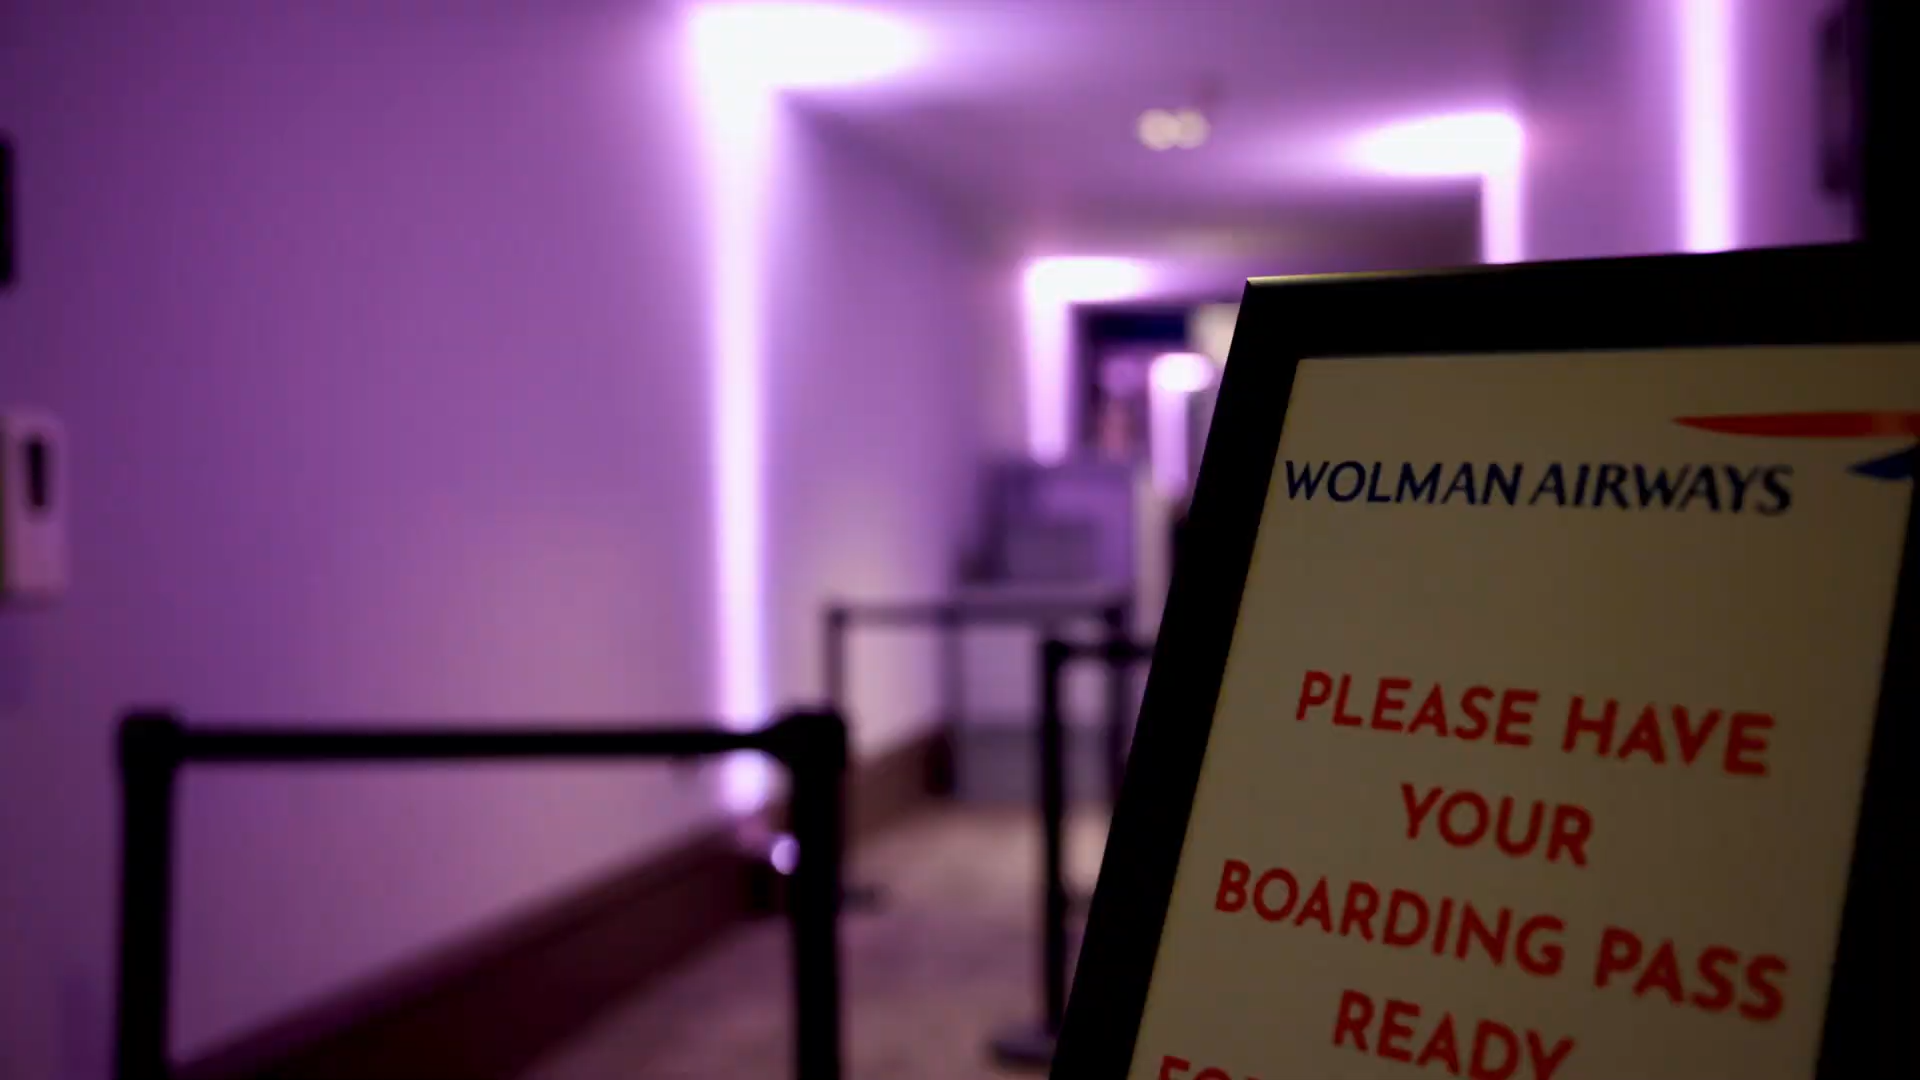 WOLMAN AIRWAYS
PLEASE HAVE
YOUR
BOARDING PASS
READY